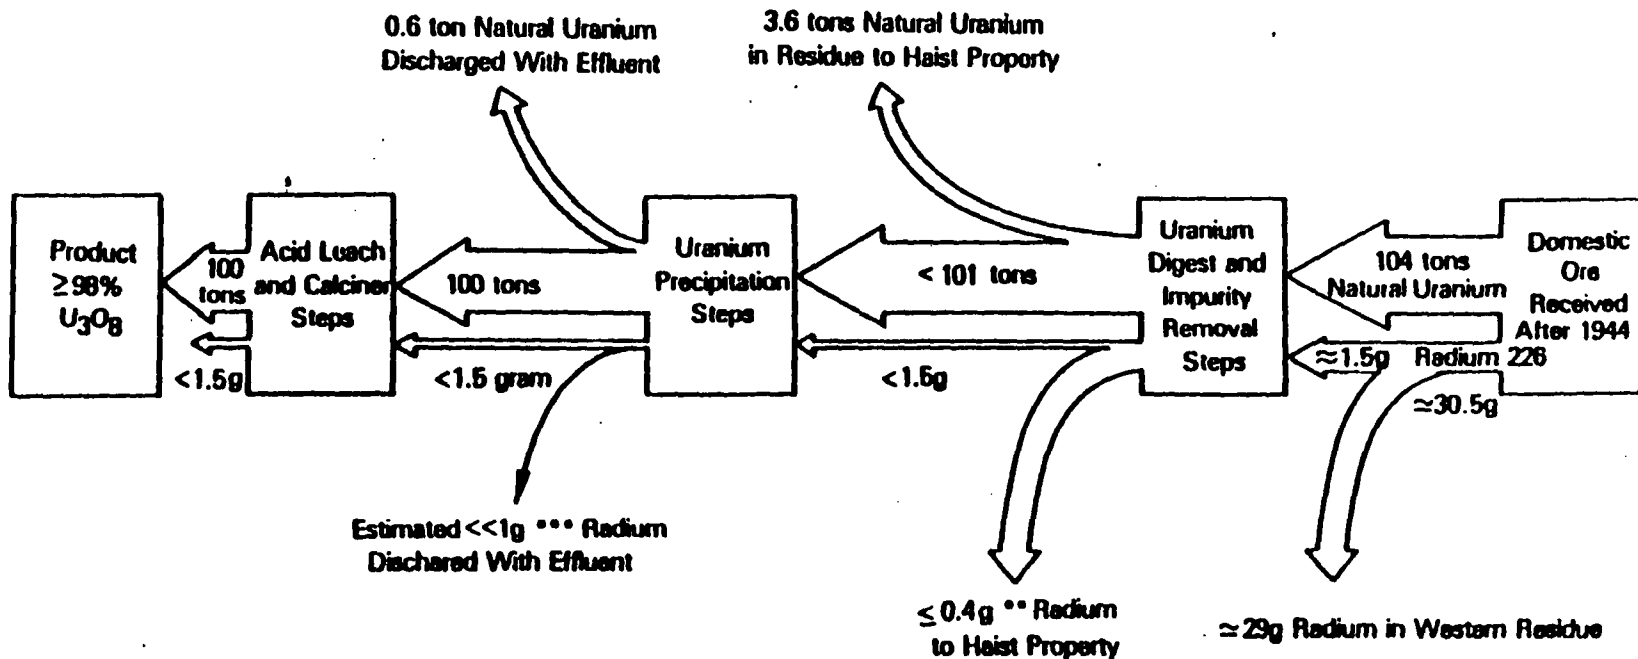 0.6 ton Natural Uranium
Discharged With Effluent
3.6 tons Natural Uranium
in Residue to Haist Property
Product
≥98%
U3O8
100
tons
<1.5g
Acid Luach
and Calciner
Steps
100 tons
<1.5 gram
Uranium
Precipitation
Steps
< 101 tons
<1.5g
Uranium
Digest and
Impurity
Removal
Steps
104 tons
Natural Uranium
≃1.5g Radium 226
≃30.5g
Domestic
Ore
Received
After 1944
Estimated <<1g *** Radium
Dischared With Effluent
≤ 0.4g ** Radium
to Haist Property
≃29g Radium in Western Residue